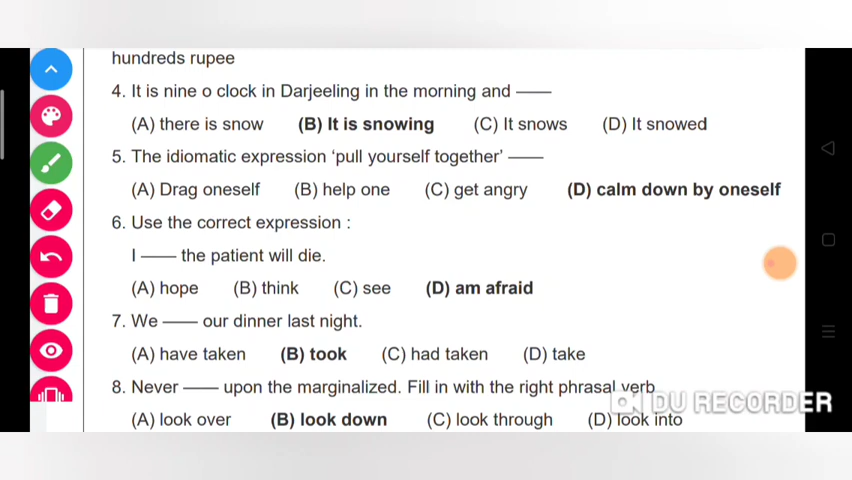 hundreds rupee
4. It is nine o clock in Darjeeling in the morning and ——
(A) there is snow (B) It is snowing (C) It snows (D) It snowed
5. The idiomatic expression ‘pull yourself together’ ——
(A) Drag oneself (B) help one (C) get angry (D) calm down by oneself
6. Use the correct expression :
I —— the patient will die.
(A) hope (B) think (C) see (D) am afraid
7. We —— our dinner last night.
(A) have taken (B) took (C) had taken (D) take
8. Never —— upon the marginalized. Fill in with the right phrasal verb
DU RECORDER
(A) look over (B) look down (C) look through (D) look into